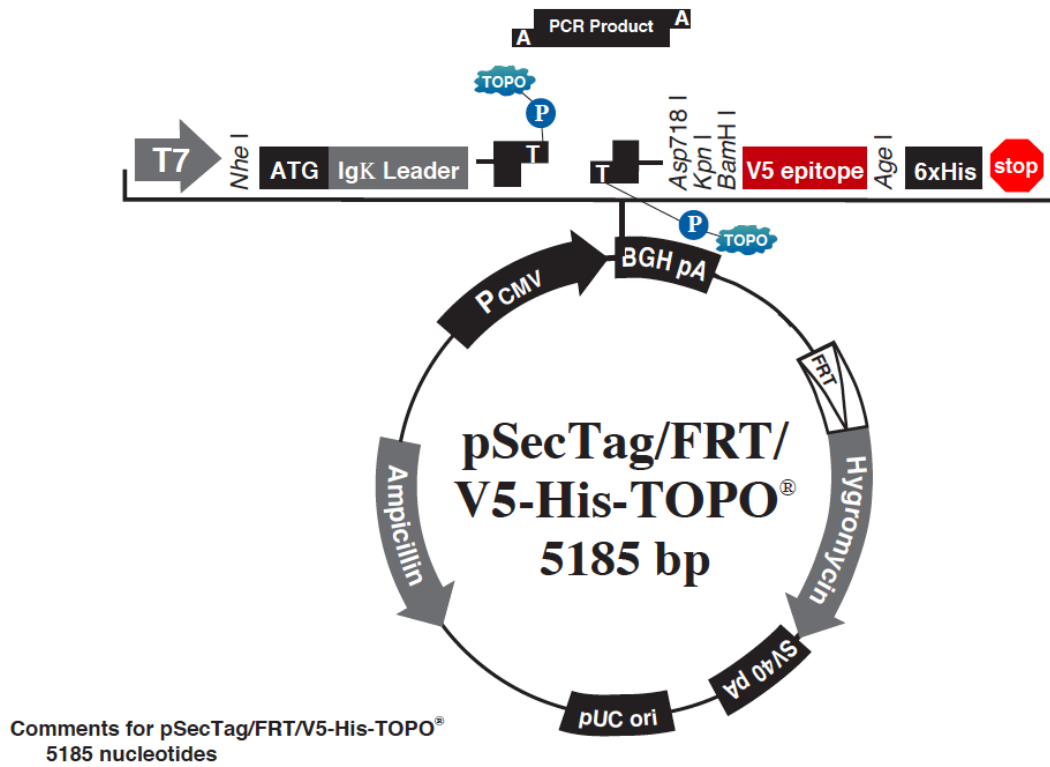 A
PCR Product
A
TOPO
P
T
T
T7
Nhe I
ATG
IgK Leader
Asp718 I
Kpn I
BamH I
V5 epitope
Age I
6xHis
stop
P
TOPO
PCMV
BGH pA
FRT
Ampicillin
pSecTag/FRT/
V5-His-TOPO®
5185 bp
Hygromycin
SV40 pA
pUC ori
Comments for pSecTag/FRT/V5-His-TOPO®
5185 nucleotides